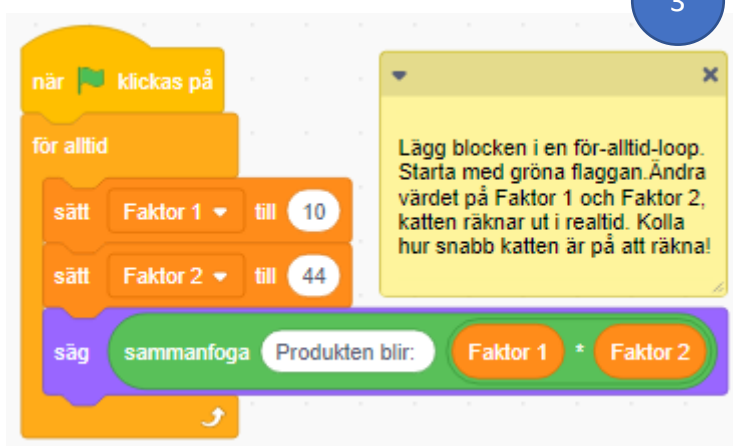 3
när klickas på
för alltid
Lägg blocken i en för-alltid-loop.
Starta med gröna flaggan.Ändra
värdet på Faktor 1 och Faktor 2,
katten räknar ut i realtid. Kolla
hur snabb katten är på att räkna!
sätt Faktor 1 till 10
sätt Faktor 2 till 44
säg sammanfoga Produkten blir: Faktor 1 * Faktor 2